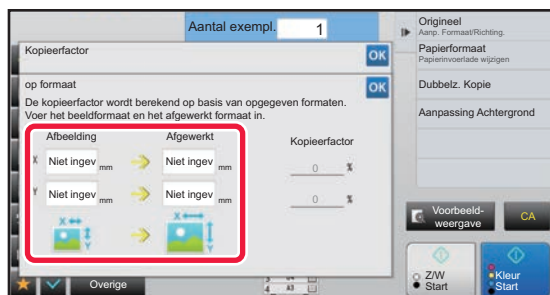 Aantal exempl. 1
Origineel
Aanp. Formaat/Richting.
Kopieerfactor
OK
Papierformaat
Papierinvoerlade wijzigen
op formaat
OK
Dubbelz. Kopie
De kopieerfactor wordt berekend op basis van opgegeven formaten.
Voer het beeldformaat en het afgewerkt formaat in.
Aanpassing Achtergrond
Afbeelding Afgewerkt
Kopieerfactor
X Niet ingev mm Niet ingev mm 0 %
Y Niet ingev mm Niet ingev mm 0 %
X X
Y Y
Voorbeeld-
weergave
CA
Z/W
Start
Kleur
Start
Overige
4 A3